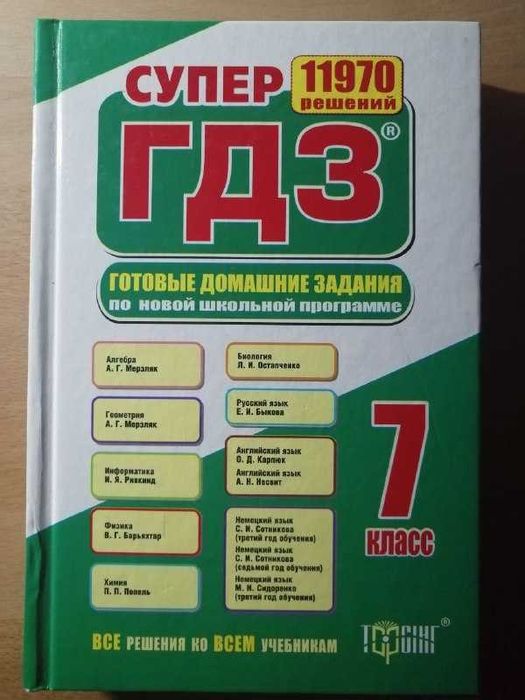 СУПЕР
11970
решений
ГДЗ®
ГОТОВЫЕ ДОМАШНИЕ ЗАДАНИЯ
по новой школьной программе
Алгебра
А. Г. Мерзляк
Геометрия
А. Г. Мерзляк
Информатика
И. Я. Ривкинд
Физика
В. Г. Барьяхтар
Химия
П. П. Попель
Биология
Л. И. Остапченко
Русский язык
Е. И. Быкова
Английский язык
О. Д. Карпюк
Английский язык
А. Н. Несвит
Немецкий язык
С. И. Сотникова
(третий год обучения)
Немецкий язык
С. И. Сотникова
(седьмой год обучения)
Немецкий язык
М. И. Сидоренко
(третий год обучения)
7
класс
ВСЕ решения ко ВСЕМ учебникам
ТОРСІНГ®